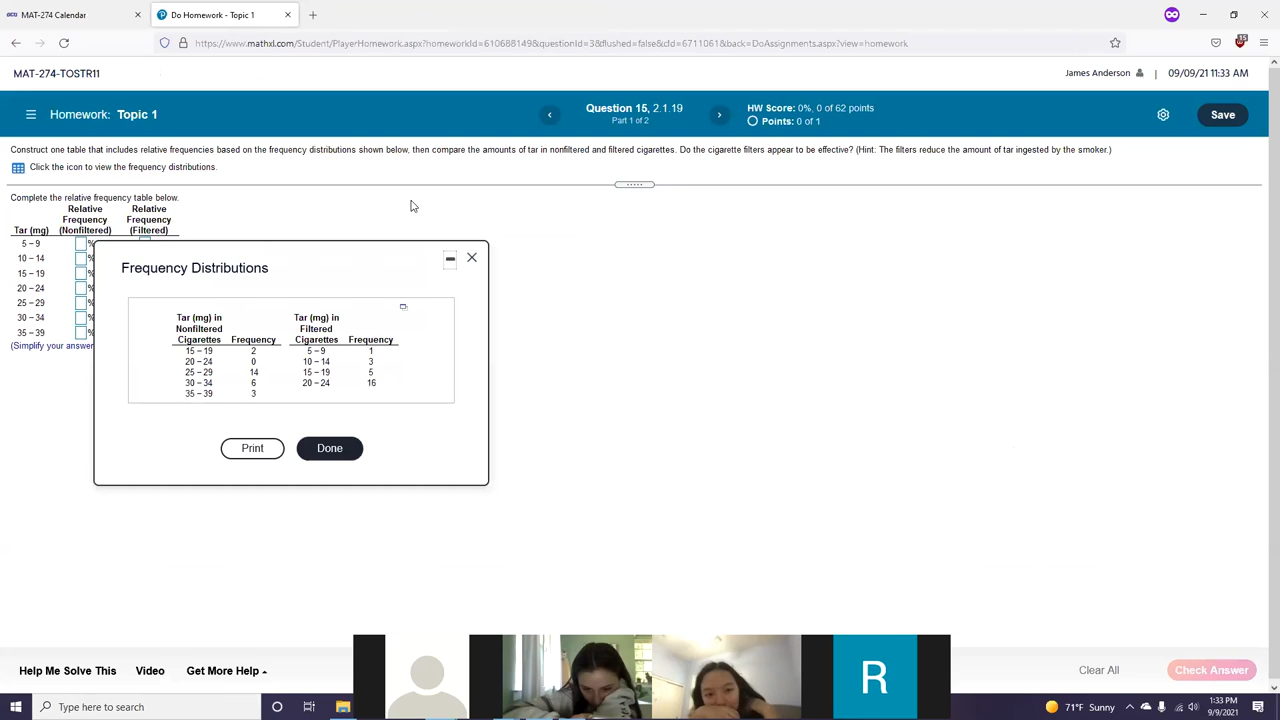 MAT-274 Calendar
Do Homework - Topic 1
https://www.mathxl.com/Student/PlayerHomework.aspx?homeworkId=610688149&questionId=3&flushed=false&cId=6711061&back=DoAssignments.aspx?view=homework
15
MAT-274-TOSTR11
James Anderson | 09/09/21 11:33 AM
Homework: Topic 1
Question 15, 2.1.19
Part 1 of 2
HW Score: 0%, 0 of 62 points
Points: 0 of 1
Save
Construct one table that includes relative frequencies based on the frequency distributions shown below, then compare the amounts of tar in nonfiltered and filtered cigarettes. Do the cigarette filters appear to be effective? (Hint: The filters reduce the amount of tar ingested by the smoker.)
Click the icon to view the frequency distributions.
Complete the relative frequency table below.
Relative Relative
Frequency Frequency
Tar (mg) (Nonfiltered) (Filtered)
5 – 9 %
10 – 14 %
15 – 19 %
20 – 24 %
25 – 29 %
30 – 34 %
35 – 39 %
(Simplify your answer
Frequency Distributions
Tar (mg) in Tar (mg) in
Nonfiltered Filtered
Cigarettes Frequency Cigarettes Frequency
15 – 19 2 5 – 9 1
20 – 24 0 10 – 14 3
25 – 29 14 15 – 19 5
30 – 34 6 20 – 24 16
35 – 39 3
Print Done
Help Me Solve This Video Get More Help
R
Clear All Check Answer
Type here to search
71°F Sunny
1:33 PM
9/9/2021